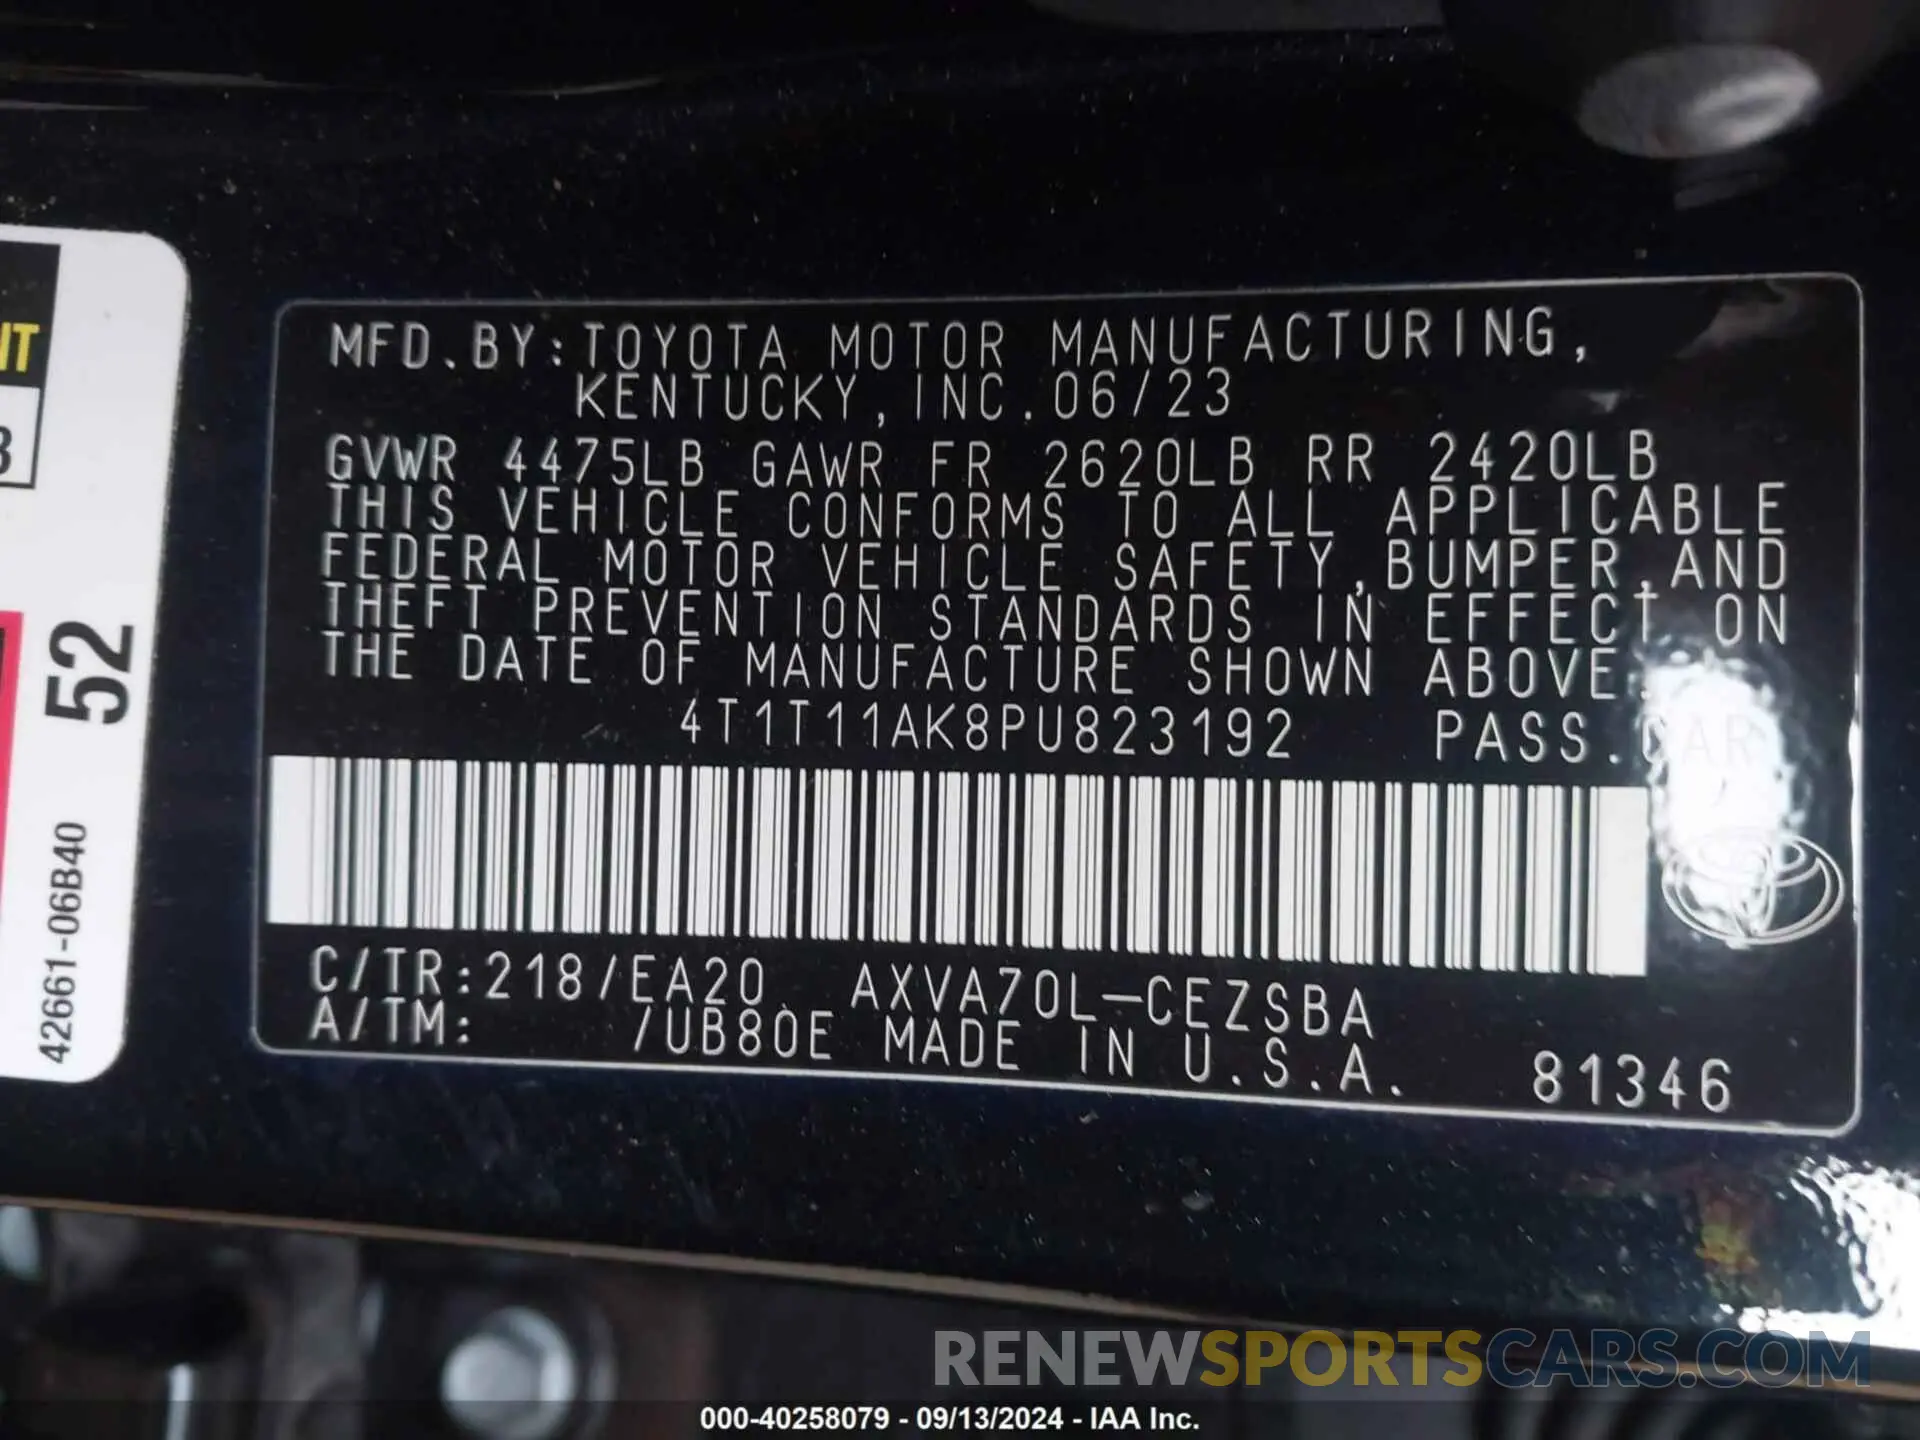 MFD.BY:TOYOTA MOTOR MANUFACTURING,
KENTUCKY,INC.06/23
GVWR 4475LB GAWR FR 2620LB RR 2420LB
THIS VEHICLE CONFORMS TO ALL APPLICABLE
FEDERAL MOTOR VEHICLE SAFETY,BUMPER,AND
THEFT PREVENTION STANDARDS IN EFFECT ON
THE DATE OF MANUFACTURE SHOWN ABOVE.
4T1T11AK8PU823192 PASS.CAR
C/TR:218/EA20 AXVA70L-CEZSBA
A/TM: /UB80E MADE IN U.S.A. 81346
52
42661-06B40
RENEWSPORTSCARS.COM
000-40258079 - 09/13/2024 - IAA Inc.